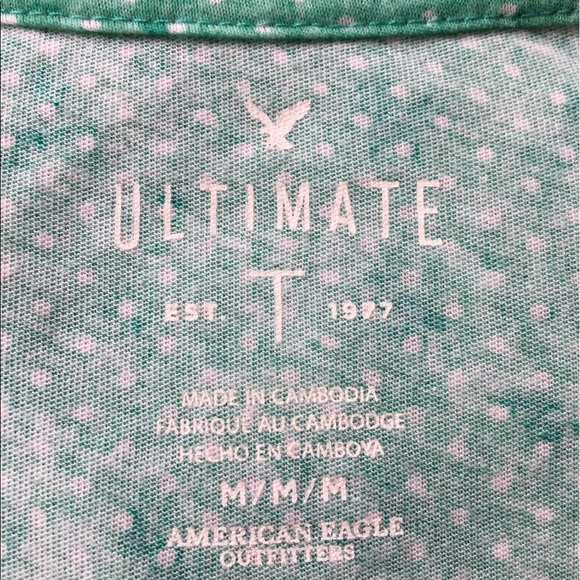 ULTIMATE
T
EST. 1977
MADE IN CAMBODIA
FABRIQUE AU CAMBODGE
HECHO EN CAMBOYA
M/M/M
AMERICAN EAGLE
OUTFITTERS